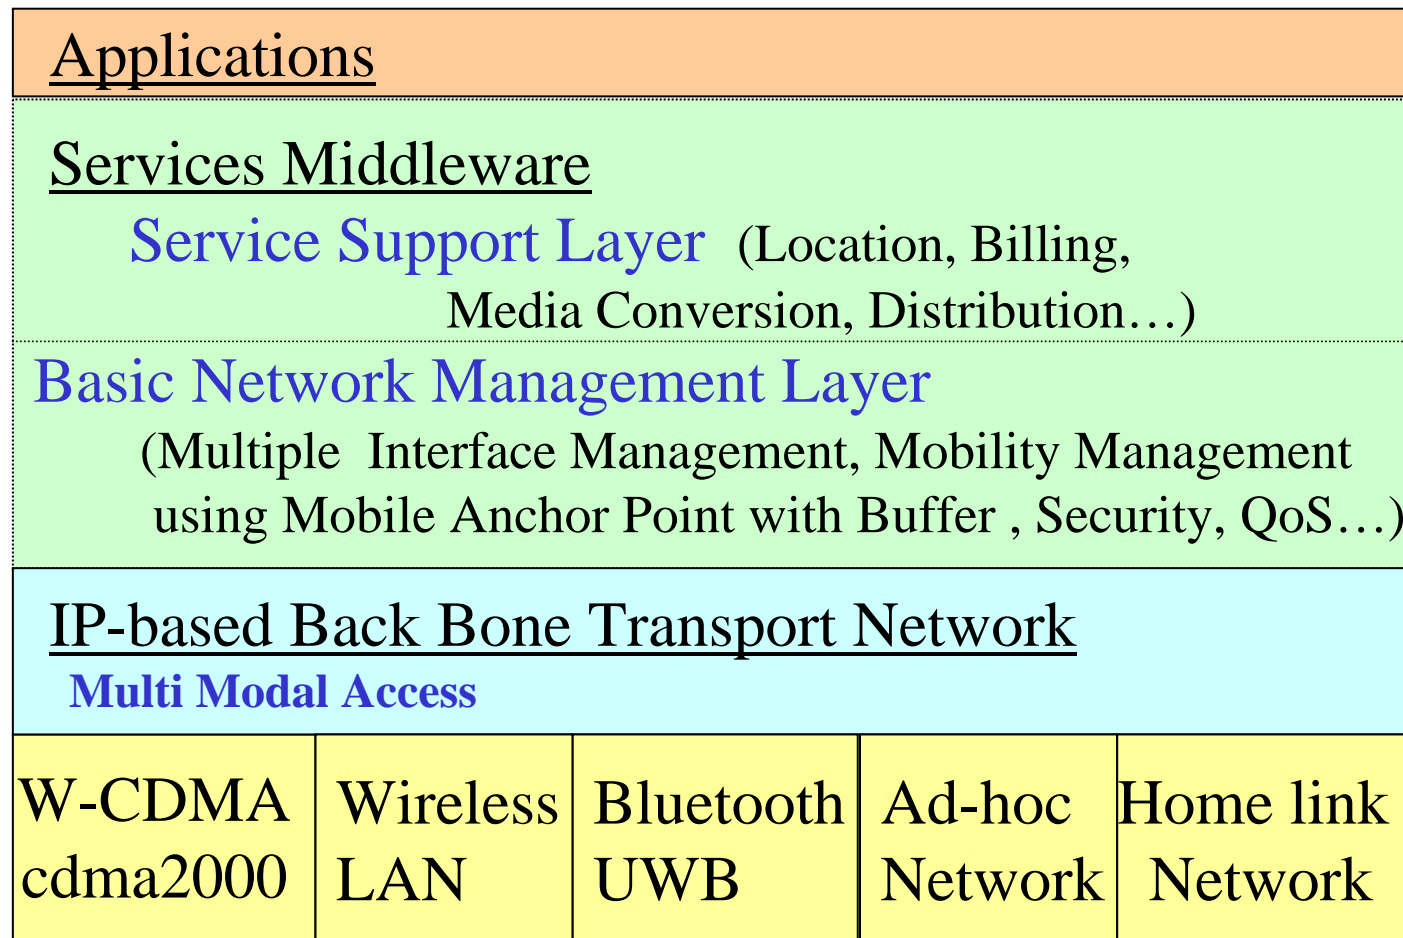 Applications
Services Middleware
Service Support Layer (Location, Billing,
Media Conversion, Distribution…)
Basic Network Management Layer
(Multiple Interface Management, Mobility Management
using Mobile Anchor Point with Buffer , Security, QoS…)
IP-based Back Bone Transport Network
Multi Modal Access
W-CDMA
cdma2000
Wireless
LAN
Bluetooth
UWB
Ad-hoc
Network
Home link
Network